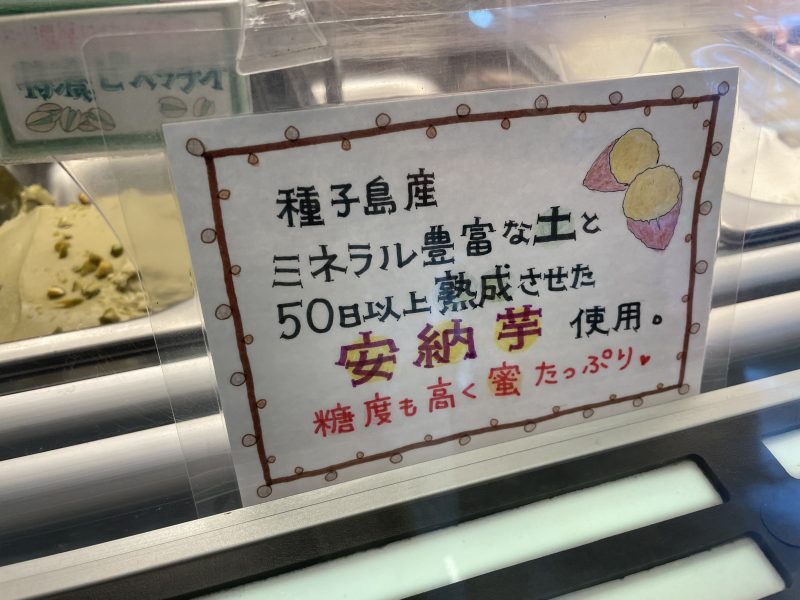 種子島産
ミネラル豊富な土と
50日以上熟成させた
安納芋 使用。
糖度も高く蜜たっぷり♥